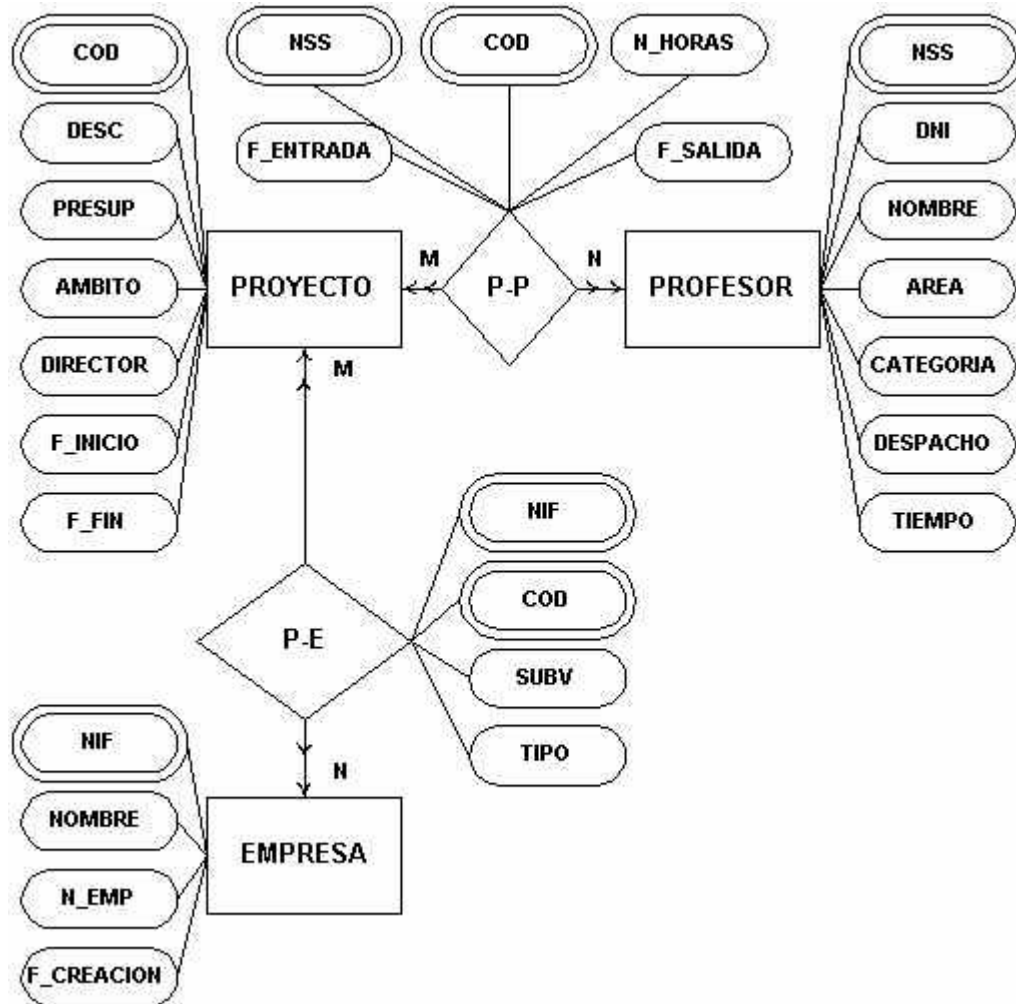 COD
NSS
COD
N_HORAS
NSS
DESC
F_ENTRADA
F_SALIDA
DNI
PRESUP
NOMBRE
M
N
PROYECTO
P-P
PROFESOR
AMBITO
AREA
DIRECTOR
M
CATEGORIA
F_INICIO
DESPACHO
F_FIN
NIF
TIEMPO
COD
P-E
SUBV
NIF
TIPO
N
NOMBRE
EMPRESA
N_EMP
F_CREACION